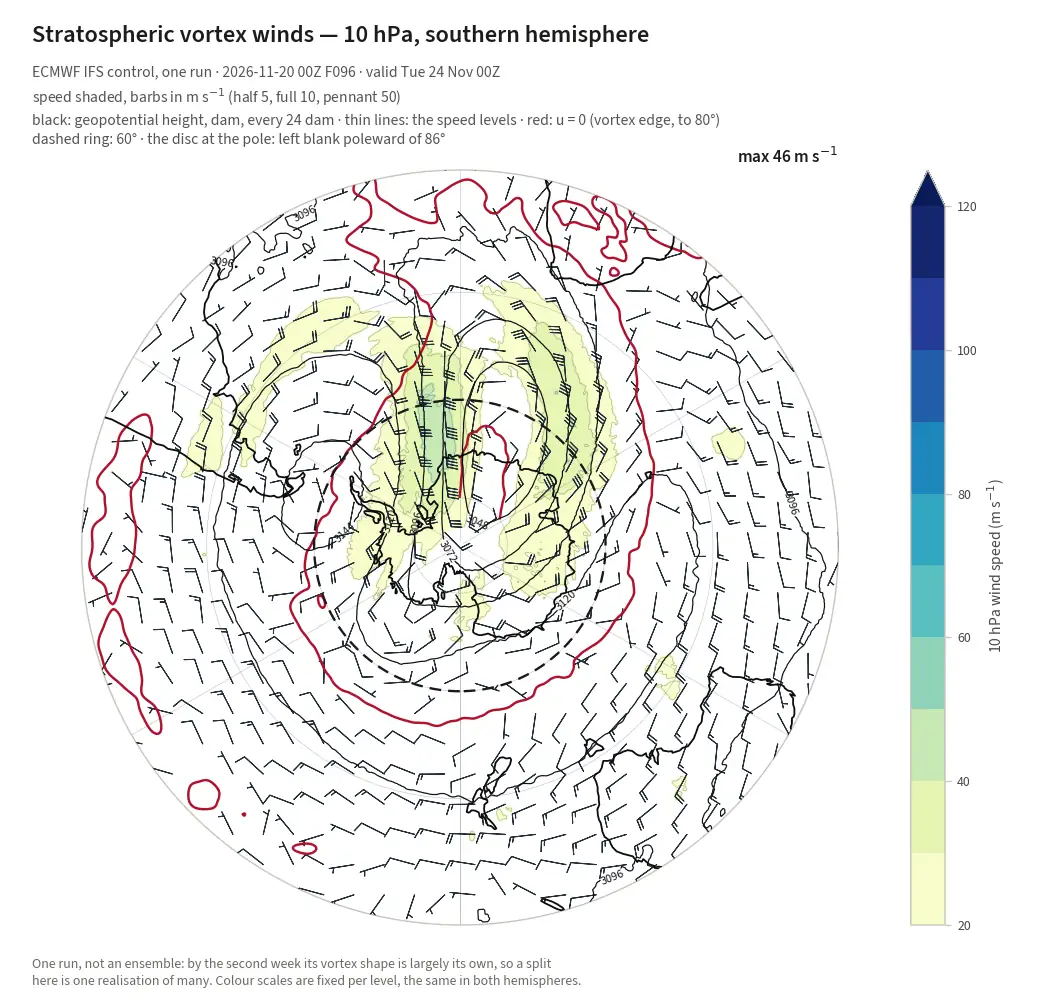 Stratospheric vortex winds — 10 hPa, southern hemisphere
ECMWF IFS control, one run · 2026-11-20 00Z F096 · valid Tue 24 Nov 00Z
speed shaded, barbs in m s⁻¹ (half 5, full 10, pennant 50)
black: geopotential height, dam, every 24 dam · thin lines: the speed levels · red: u = 0 (vortex edge, to 80°)
dashed ring: 60° · the disc at the pole: left blank poleward of 86°
max 46 m s⁻¹
120
100
80
60
40
20
10 hPa wind speed (m s⁻¹)
3096
3096
3096
3144
3096
3048
3072
3120
3096
One run, not an ensemble: by the second week its vortex shape is largely its own, so a split
here is one realisation of many. Colour scales are fixed per level, the same in both hemispheres.